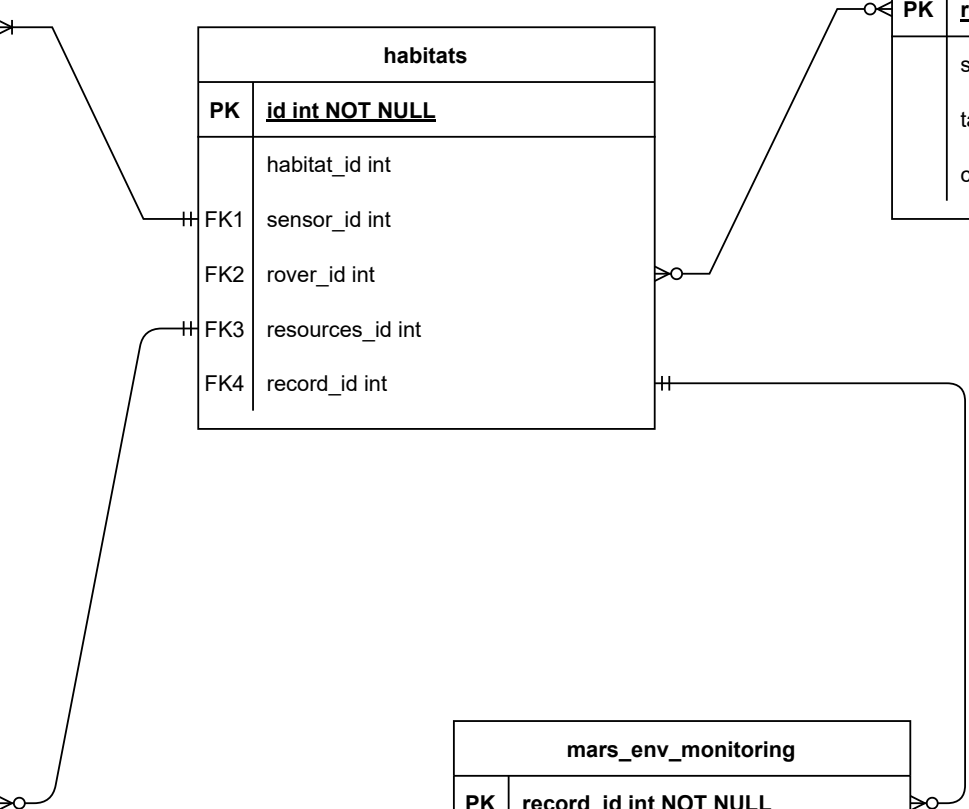 habitats
PK id int NOT NULL
habitat_id int
FK1 sensor_id int
FK2 rover_id int
FK3 resources_id int
FK4 record_id int
PK
mars_env_monitoring
PK record_id int NOT NULL